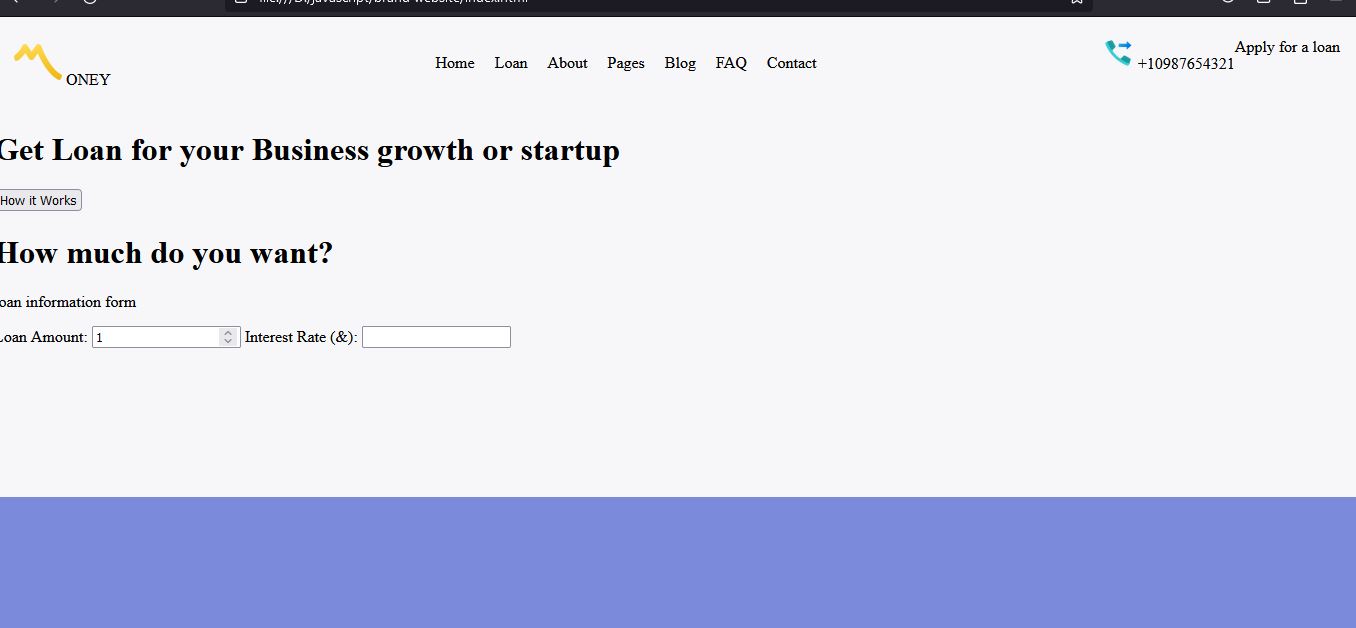 ONEY
Home Loan About Pages Blog FAQ Contact
+10987654321
Apply for a loan
Get Loan for your Business growth or startup
How it Works
How much do you want?
oan information form
Loan Amount: 1 Interest Rate (&):